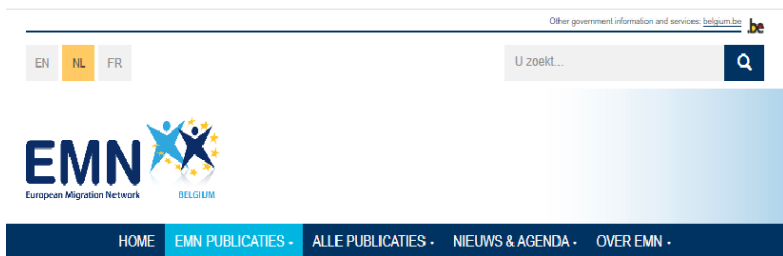 Other government information and services: belgium.be
.be
EN NL FR
U zoekt...
EMN
European Migration Network
BELGIUM
HOME EMN PUBLICATIES ALLE PUBLICATIES NIEUWS & AGENDA OVER EMN